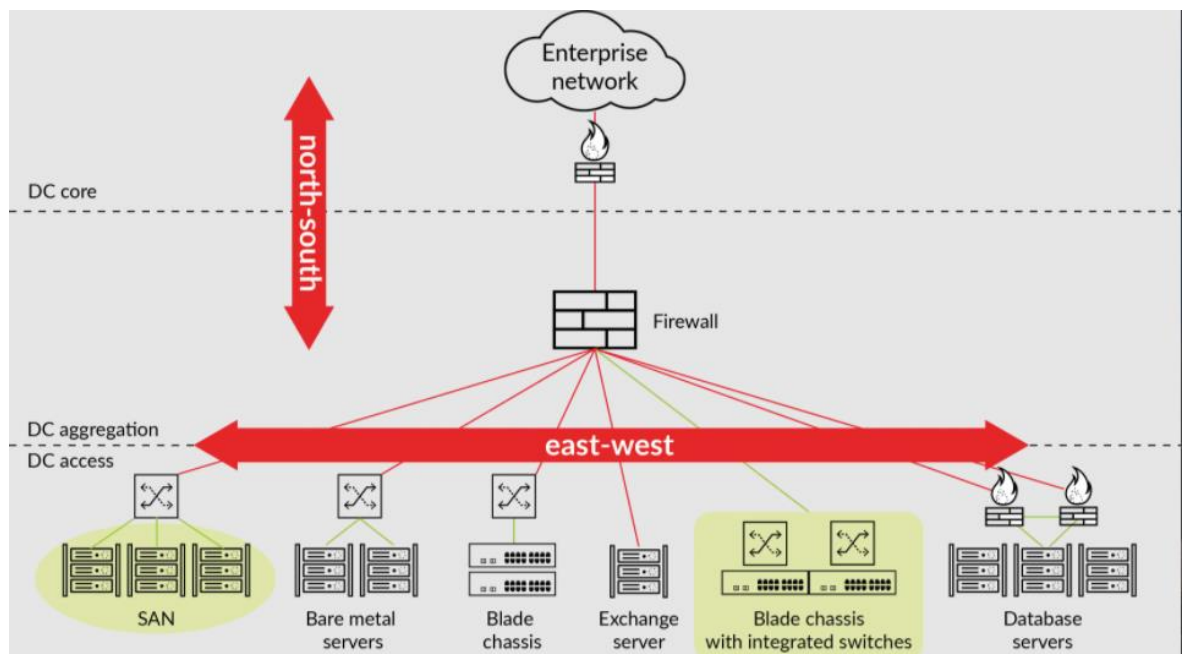 Enterprise
network
north-south
DC core
Firewall
DC aggregation
east-west
DC access
SAN
Bare metal
servers
Blade
chassis
Exchange
server
Blade chassis
with integrated switches
Database
servers